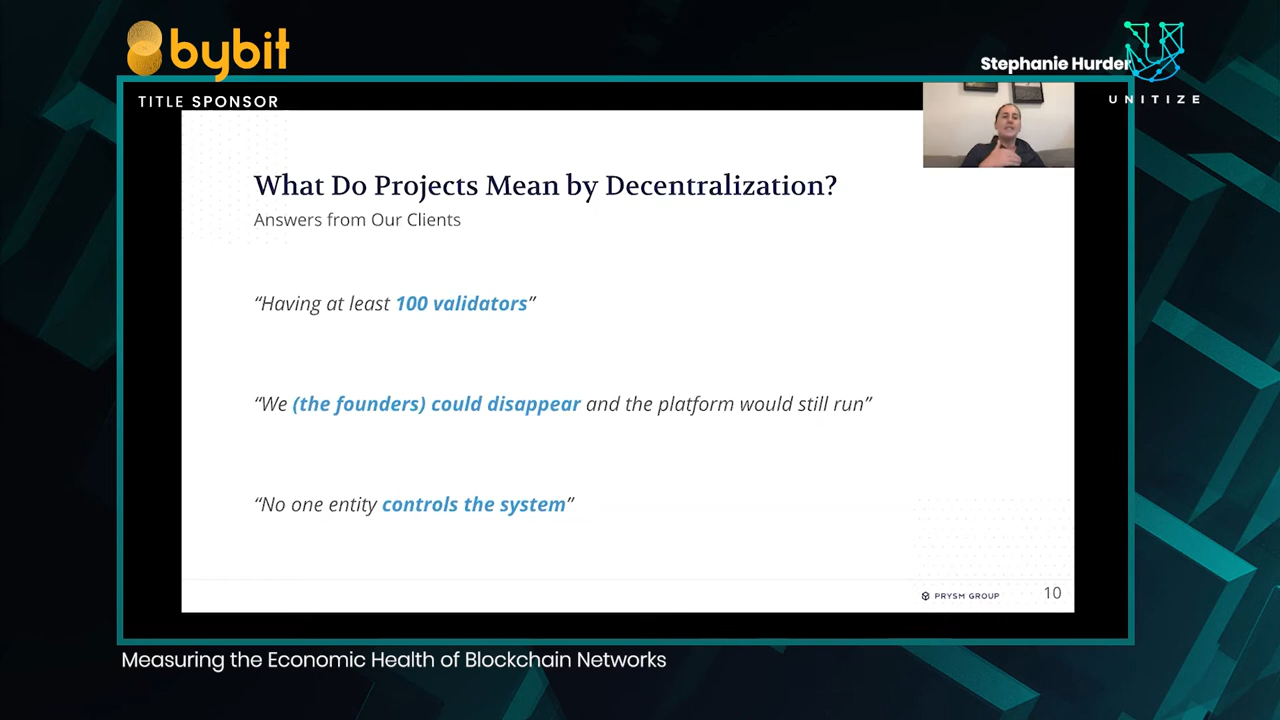 bybit
Stephanie Hurder
UNITIZE
TITLE SPONSOR
What Do Projects Mean by Decentralization?
Answers from Our Clients
“Having at least 100 validators”
“We (the founders) could disappear and the platform would still run”
“No one entity controls the system”
PRYSM GROUP
10
Measuring the Economic Health of Blockchain Networks